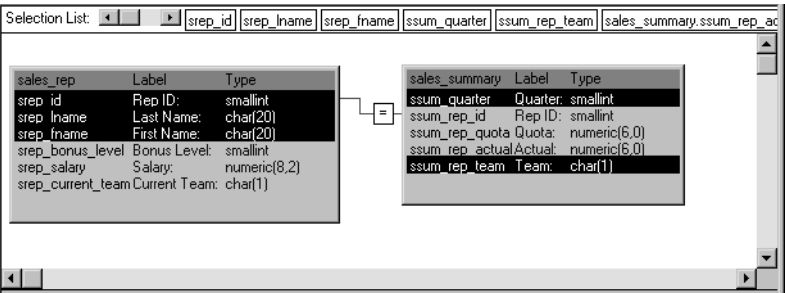 Selection List: srep_id srep_lname srep_fname ssum_quarter ssum_rep_team sales_summary.ssum_rep_ac
sales_rep Label Type
srep_id Rep ID: smallint
srep_lname Last Name: char(20)
srep_fname First Name: char(20)
srep_bonus_level Bonus Level: smallint
srep_salary Salary: numeric(8,2)
srep_current_team Current Team: char(1)
=
sales_summary Label Type
ssum_quarter Quarter: smallint
ssum_rep_id Rep ID: smallint
ssum_rep_quota Quota: numeric(6,0)
ssum_rep_actual Actual: numeric(6,0)
ssum_rep_team Team: char(1)